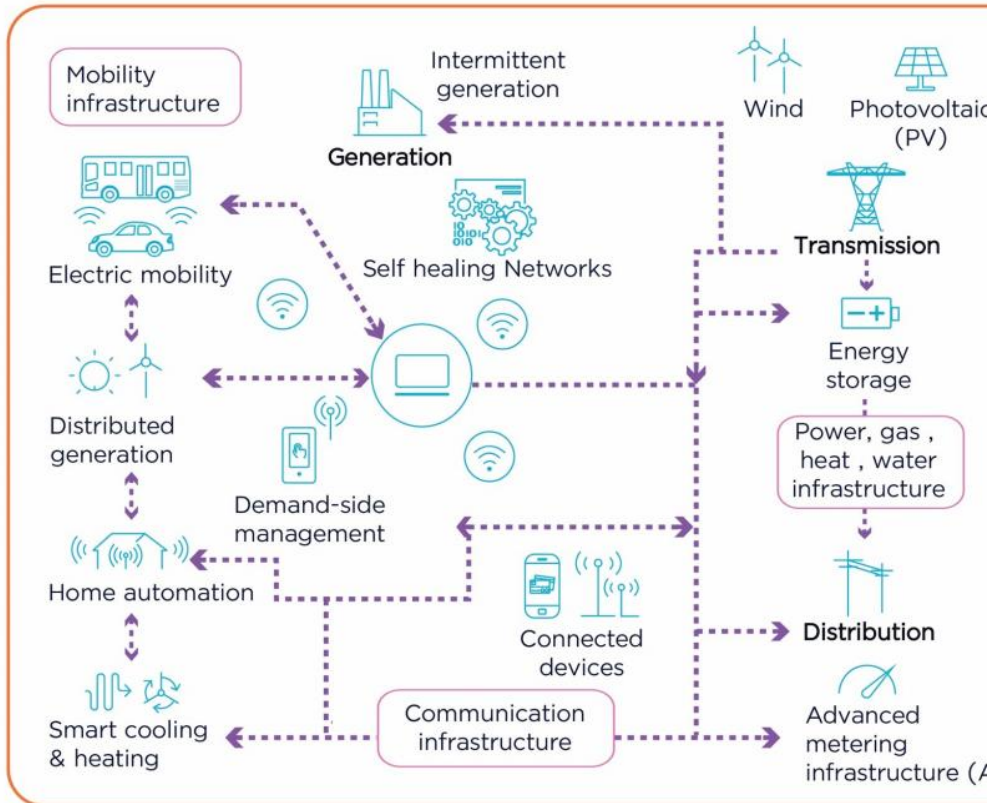 Mobility
infrastructure
Intermittent
generation
Generation
Wind
Photovoltaic
(PV)
Electric mobility
Self healing Networks
Transmission
Energy
storage
Distributed
generation
Demand-side
management
Power, gas ,
heat , water
infrastructure
Home automation
Connected
devices
Distribution
Smart cooling
& heating
Communication
infrastructure
Advanced
metering
infrastructure (A